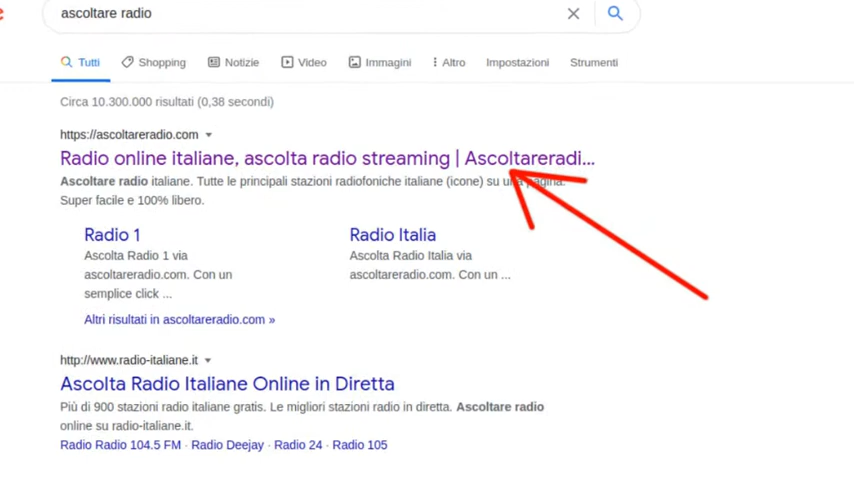 ascoltare radio
Tutti Shopping Notizie Video Immagini Altro Impostazioni Strumenti
Circa 10.300.000 risultati (0,38 secondi)
https://ascoltareradio.com
Radio online italiane, ascolta radio streaming | Ascoltareradi...
Ascoltare radio italiane. Tutte le principali stazioni radiofoniche italiane (icone) su una pagina.
Super facile e 100% libero.
Radio 1
Ascolta Radio 1 via
ascoltareradio.com. Con un
semplice click ...
Radio Italia
Ascolta Radio Italia via
ascoltareradio.com. Con un ...
Altri risultati in ascoltareradio.com »
http://www.radio-italiane.it
Ascolta Radio Italiane Online in Diretta
Più di 900 stazioni radio italiane gratis. Le migliori stazioni radio in diretta. Ascoltare radio
online su radio-italiane.it.
Radio Radio 104.5 FM · Radio Deejay · Radio 24 · Radio 105